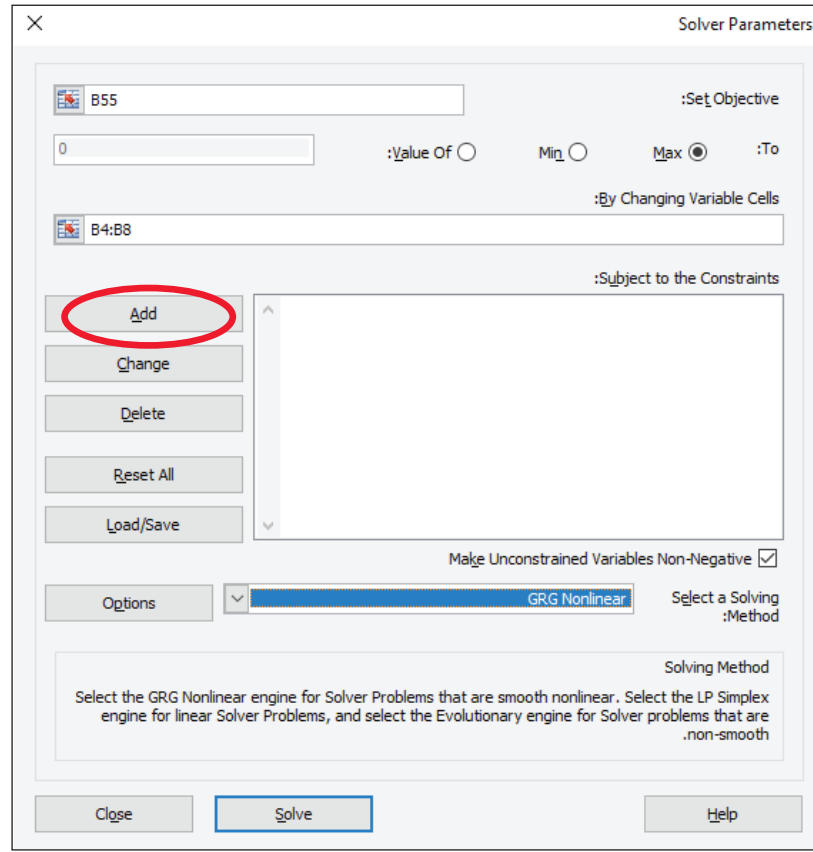 Solver Parameters
:Set Objective
B55
:To
Max
Min
:Value Of
0
:By Changing Variable Cells
B4:B8
:Subject to the Constraints
Add
Change
Delete
Reset All
Load/Save
Make Unconstrained Variables Non-Negative
Select a Solving
:Method
GRG Nonlinear
Options
Solving Method
Select the GRG Nonlinear engine for Solver Problems that are smooth nonlinear. Select the LP Simplex
engine for linear Solver Problems, and select the Evolutionary engine for Solver problems that are
.non-smooth
Close
Solve
Help